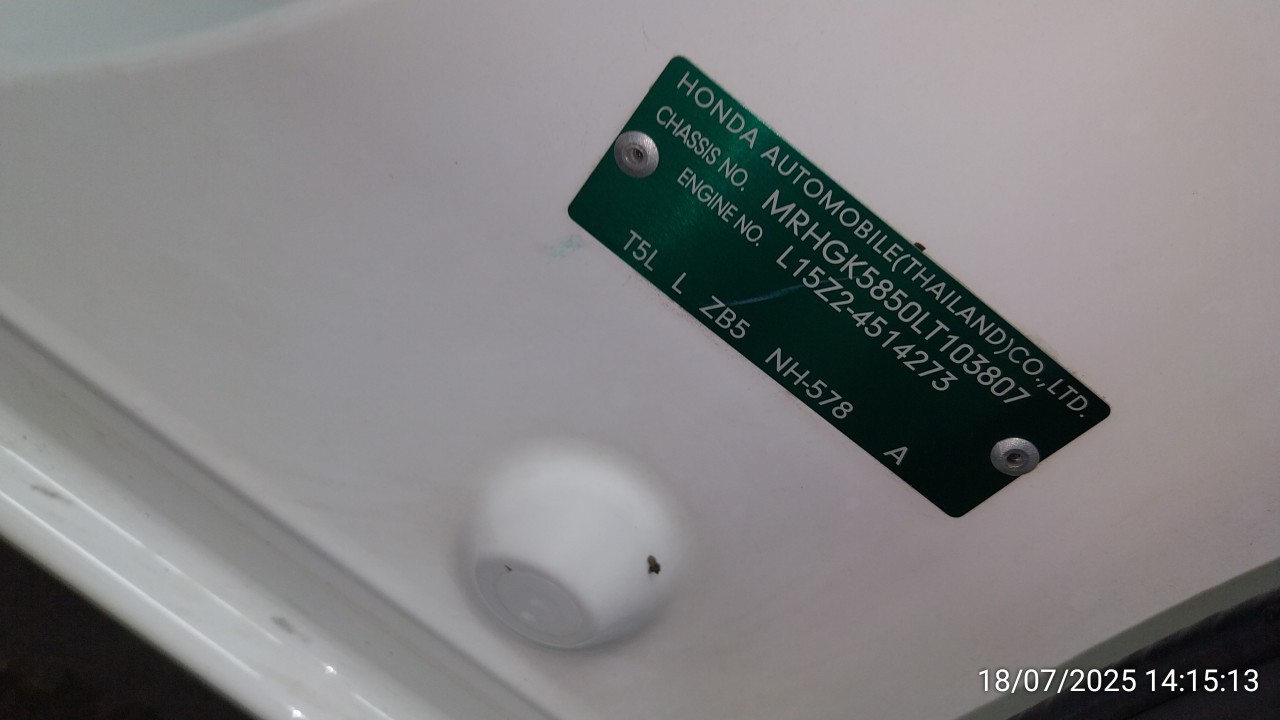 HONDA AUTOMOBILE(THAILAND)CO.,LTD.
CHASSIS NO. MRHGK5850LT103807
ENGINE NO. L15Z2-4514273
T5L L ZB5 NH-578 A
18/07/2025 14:15:13